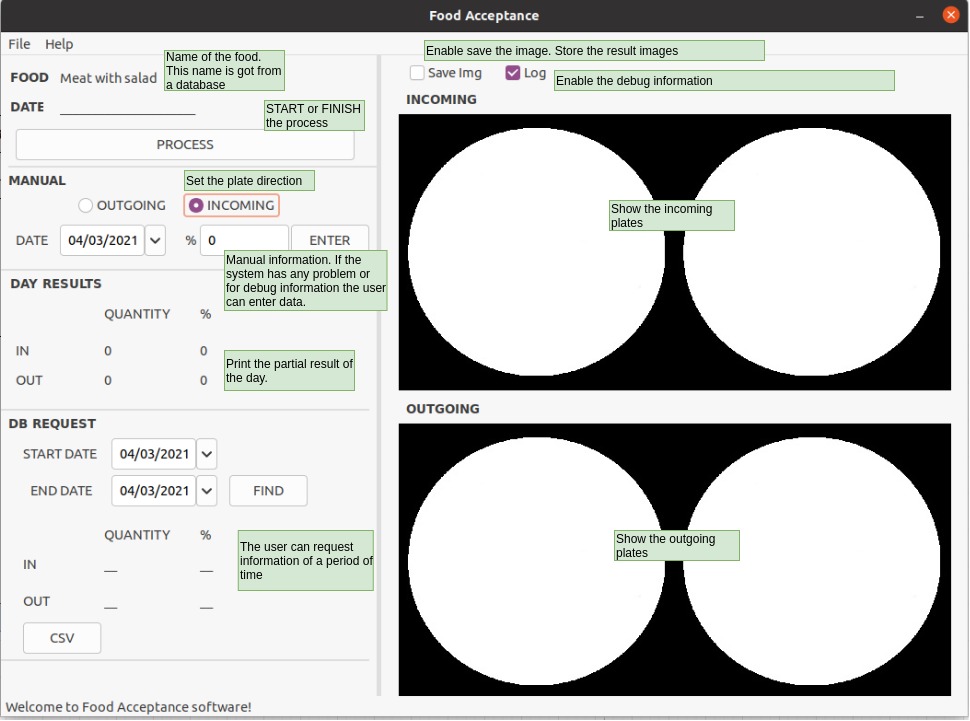 Food Acceptance
File Help
Name of the food.
This name is got from
a database
FOOD Meat with salad
DATE
START or FINISH
the process
PROCESS
MANUAL
Set the plate direction
OUTGOING INCOMING
DATE 04/03/2021 % 0 ENTER
Manual information. If the
system has any problem or
for debug information the user
can enter data.
DAY RESULTS
QUANTITY %
IN 0 0
OUT 0 0
Print the partial result of
the day.
DB REQUEST
START DATE 04/03/2021
END DATE 04/03/2021 FIND
QUANTITY %
IN __ __
OUT __ __
The user can request
information of a period of
time
CSV
Enable save the image. Store the result images
Save Img Log
Enable the debug information
INCOMING
Show the incoming
plates
OUTGOING
Show the outgoing
plates
Welcome to Food Acceptance software!